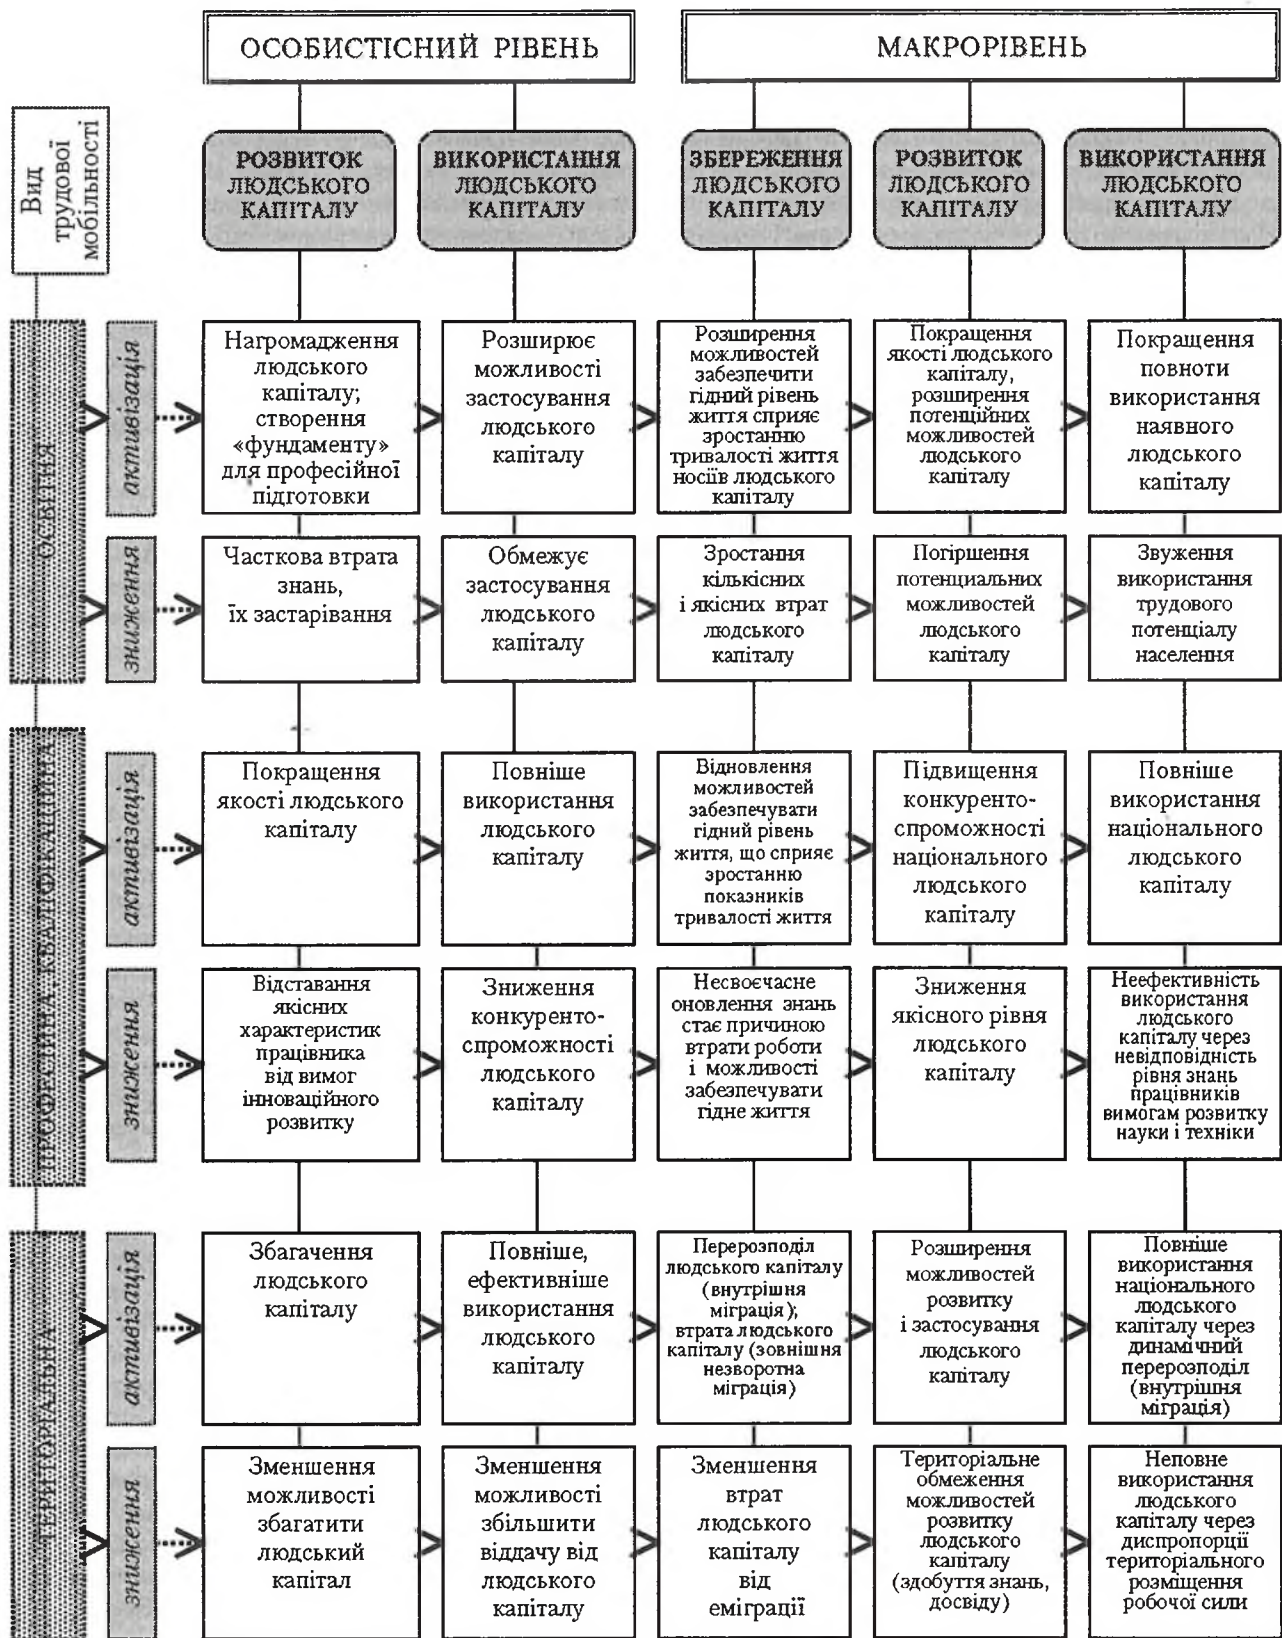 ОСОБИСТІСНИЙ РІВЕНЬ
МАКРОРІВЕНЬ
Вид
трудової
мобільності
РОЗВИТОК
ЛЮДСЬКОГО
КАПІТАЛУ
ВИКОРИСТАННЯ
ЛЮДСЬКОГО
КАПІТАЛУ
ЗБЕРЕЖЕННЯ
ЛЮДСЬКОГО
КАПІТАЛУ
РОЗВИТОК
ЛЮДСЬКОГО
КАПІТАЛУ
ВИКОРИСТАННЯ
ЛЮДСЬКОГО
КАПІТАЛУ
ОСВІТНЯ
активізація
Нагромадження
людського
капіталу;
створення
«фундаменту»
для професійної
підготовки
Розширює
можливості
застосування
людського
капіталу
Розширення
можливостей
забезпечити
гідний рівень
життя сприяє
зростанню
тривалості життя
носіїв людського
капіталу
Покращення
якості людського
капіталу,
розширення
потенційних
можливостей
людського
капіталу
Покращення
повноти
використання
наявного
людського
капіталу
зниження
Часткова втрата
знань,
їх застарівання
Обмежує
застосування
людського
капіталу
Зростання
кількісних
і якісних втрат
людського
капіталу
Погіршення
потенциальних
можливостей
людського
капіталу
Звуження
використання
трудового
потенціалу
населення
ПРОФЕСІЙНА, КВАЛІФІКАЦІЙНА
активізація
Покращення
якості людського
капіталу
Повніше
використання
людського
капіталу
Відновлення
можливостей
забезпечувати
гідний рівень
життя, що сприяє
зростанню
показників
тривалості життя
Підвищення
конкуренто-
спроможності
національного
людського
капіталу
Повніше
використання
національного
людського
капіталу
зниження
Відставання
якісних
характеристик
працівника
від вимог
інноваційного
розвитку
Зниження
конкуренто-
спроможності
людського
капіталу
Несвоєчасне
оновлення знань
стає причиною
втрати роботи
і можливості
забезпечувати
гідне життя
Зниження
якісного рівня
людського
капіталу
Неефективність
використання
людського
капіталу через
невідповідність
рівня знань
працівників
вимогам розвитку
науки і техніки
ТЕРИТОРІАЛЬНА
активізація
Збагачення
людського
капіталу
Повніше,
ефективніше
використання
людського
капіталу
Перерозподіл
людського капіталу
(внутрішня
міграція);
втрата людського
капіталу (зовнішня
незворотна
міграція)
Розширення
можливостей
розвитку
і застосування
людського
капіталу
Повніше
використання
національного
людського
капіталу через
динамічний
перерозподіл
(внутрішня
міграція)
зниження
Зменшення
можливості
збагатити
людський
капітал
Зменшення
можливості
збільшити
віддачу від
людського
капіталу
Зменшення
втрат
людського
капіталу
від
еміграції
Територіальне
обмеження
можливостей
розвитку
людського
капіталу
(здобуття знань,
досвіду)
Неповне
використання
людського
капіталу через
диспропорції
територіального
розміщення
робочої сили